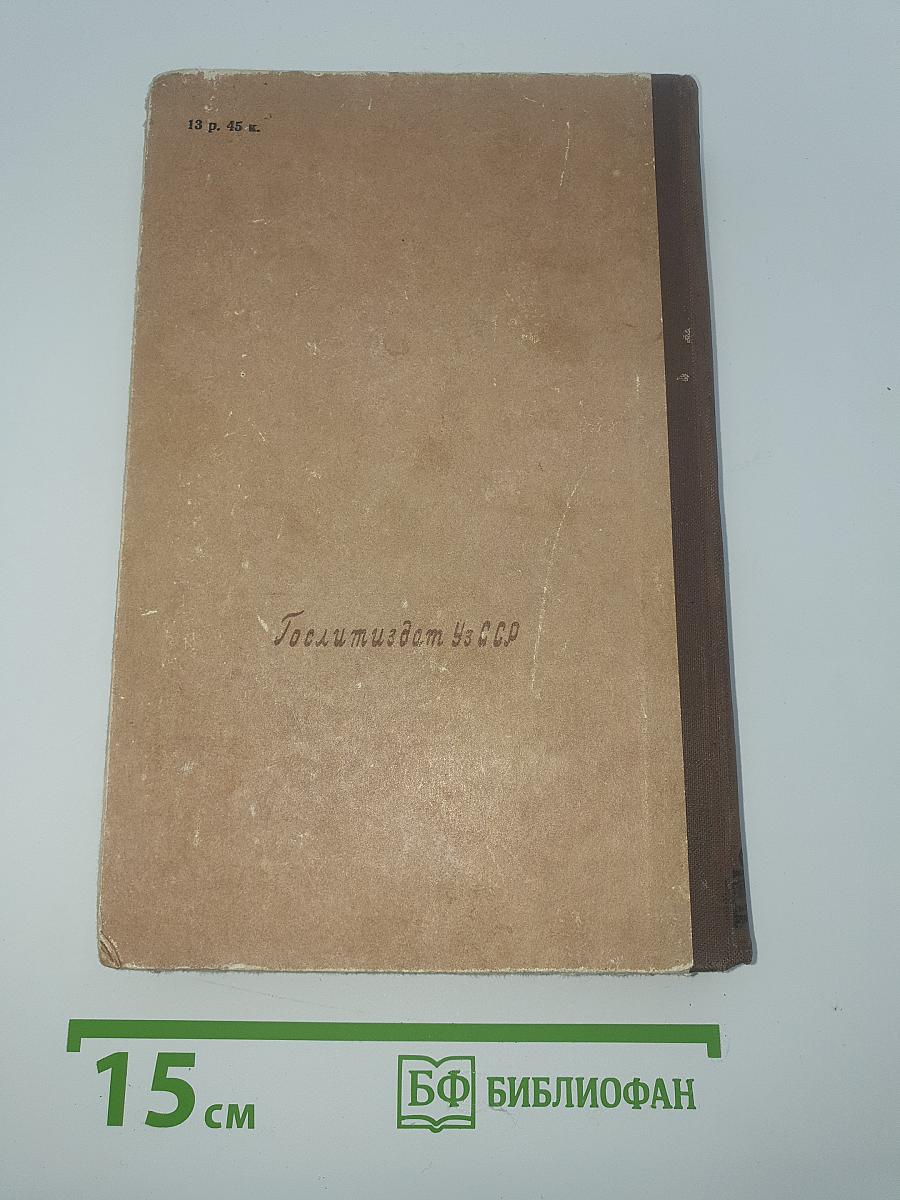 13 р. 45 к.
Гослитиздат УзССР
15 см
БФ БИБЛИОФАН